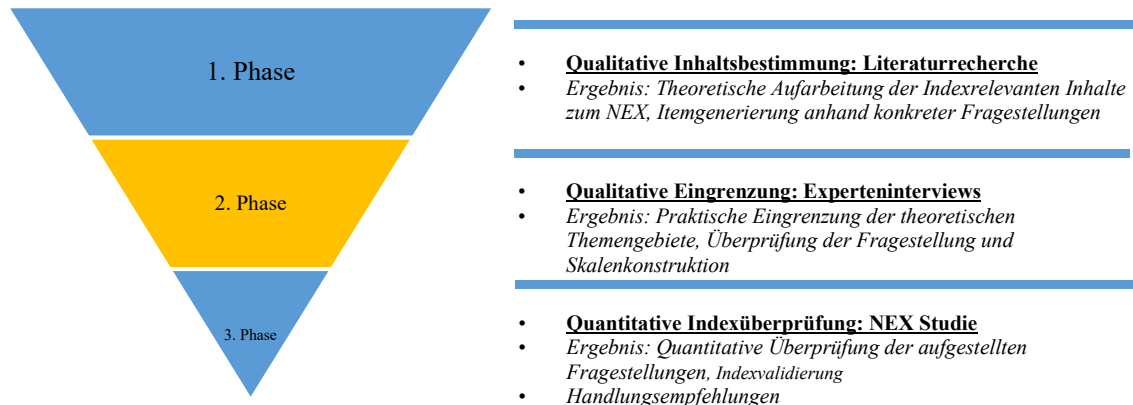 1. Phase
• Qualitative Inhaltsbestimmung: Literaturrecherche
• Ergebnis: Theoretische Aufarbeitung der Indexrelevanten Inhalte
zum NEX, Itemgenerierung anhand konkreter Fragestellungen
2. Phase
• Qualitative Eingrenzung: Experteninterviews
• Ergebnis: Praktische Eingrenzung der theoretischen
Themengebiete, Überprüfung der Fragestellung und
Skalenkonstruktion
3. Phase
• Quantitative Indexüberprüfung: NEX Studie
• Ergebnis: Quantitative Überprüfung der aufgestellten
Fragestellungen, Indexvalidierung
• Handlungsempfehlungen